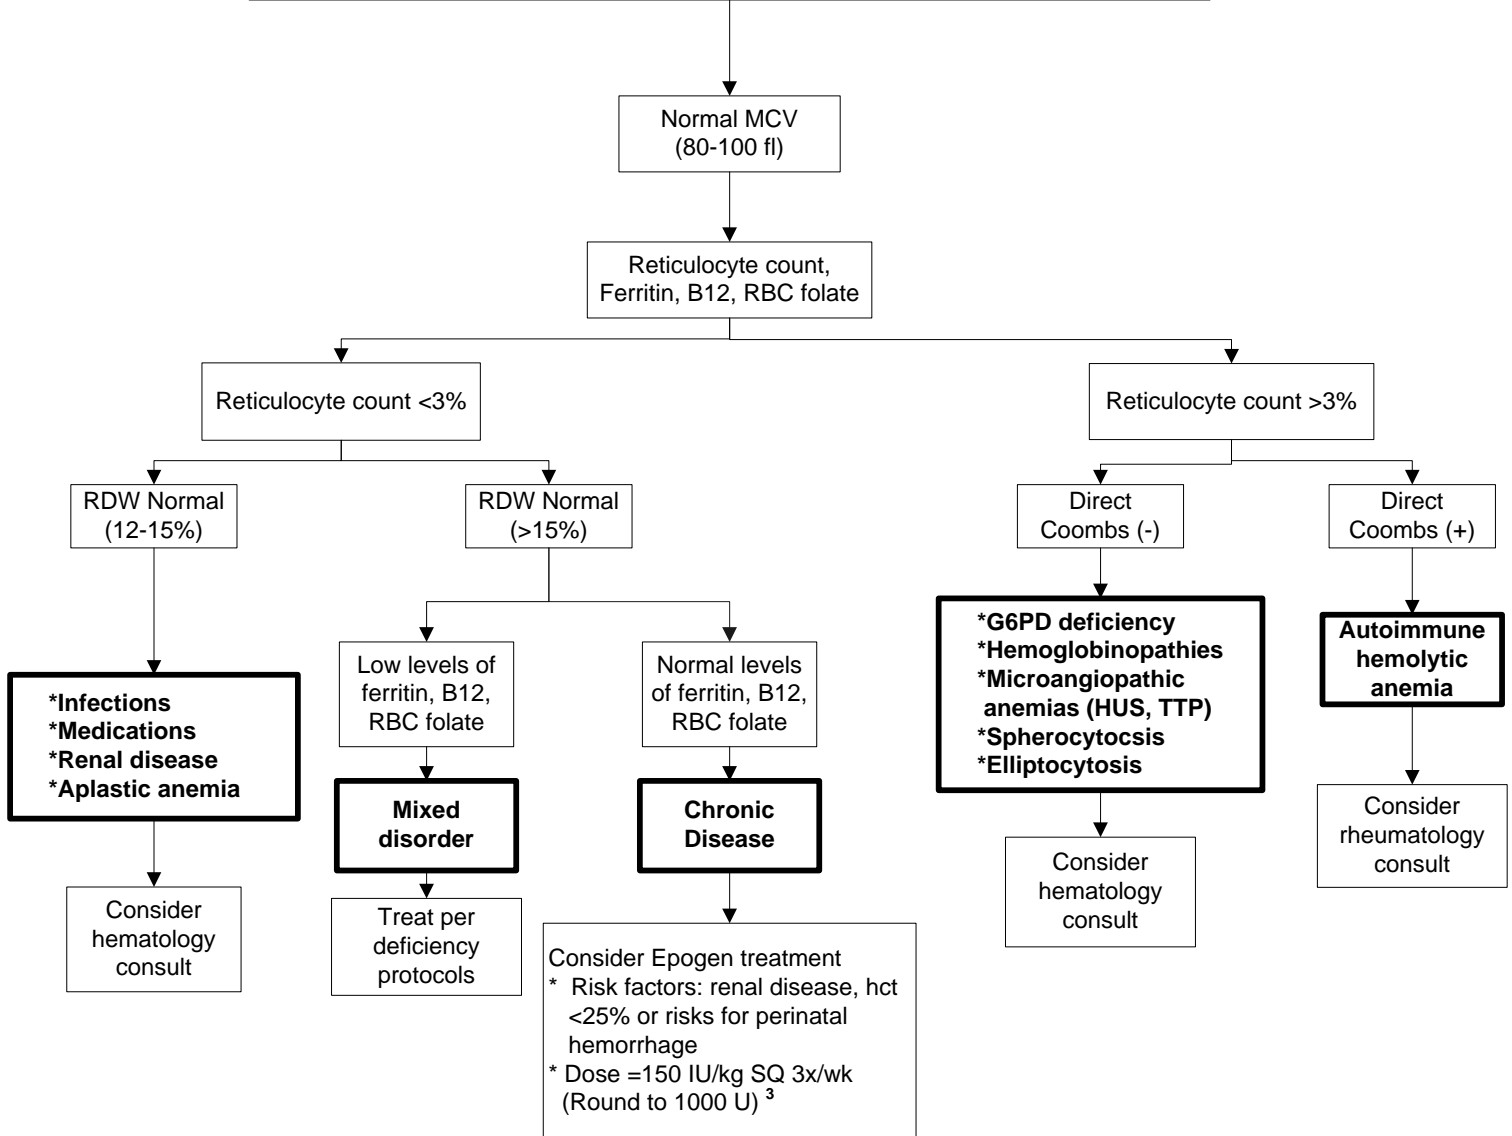 Normal MCV
(80-100 fl)
Reticulocyte count,
Ferritin, B12, RBC folate
Reticulocyte count <3%
Reticulocyte count >3%
RDW Normal
(12-15%)
RDW Normal
(>15%)
Direct
Coombs (-)
Direct
Coombs (+)
*Infections
*Medications
*Renal disease
*Aplastic anemia
Low levels of
ferritin, B12,
RBC folate
Normal levels
of ferritin, B12,
RBC folate
*G6PD deficiency
*Hemoglobinopathies
*Microangiopathic
anemias (HUS, TTP)
*Spherocytocsis
*Elliptocytosis
Autoimmune
hemolytic
anemia
Mixed
disorder
Chronic
Disease
Consider
hematology
consult
Treat per
deficiency
protocols
Consider Epogen treatment
* Risk factors: renal disease, hct
<25% or risks for perinatal
hemorrhage
* Dose =150 IU/kg SQ 3x/wk
(Round to 1000 U) 3
Consider
hematology
consult
Consider
rheumatology
consult